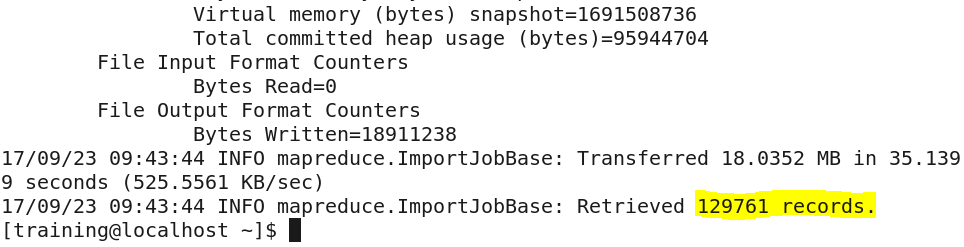 Virtual memory (bytes) snapshot=1691508736
Total committed heap usage (bytes)=95944704
File Input Format Counters
Bytes Read=0
File Output Format Counters
Bytes Written=18911238
17/09/23 09:43:44 INFO mapreduce.ImportJobBase: Transferred 18.0352 MB in 35.139
9 seconds (525.5561 KB/sec)
17/09/23 09:43:44 INFO mapreduce.ImportJobBase: Retrieved 129761 records.
[training@localhost ~]$